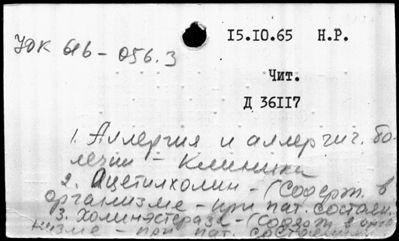 УДК 616-056.3
15.10.65 Н.Р.
Чит.
Д 36117
1. Аллергия и аллергич. бо-
лезни - Клиника
2. Ацетилхолин - (Содерж. в
организме - при пат. состоян.
3. Холинэстераза - (Содерж. в орга-
низме - при пат. состояниях